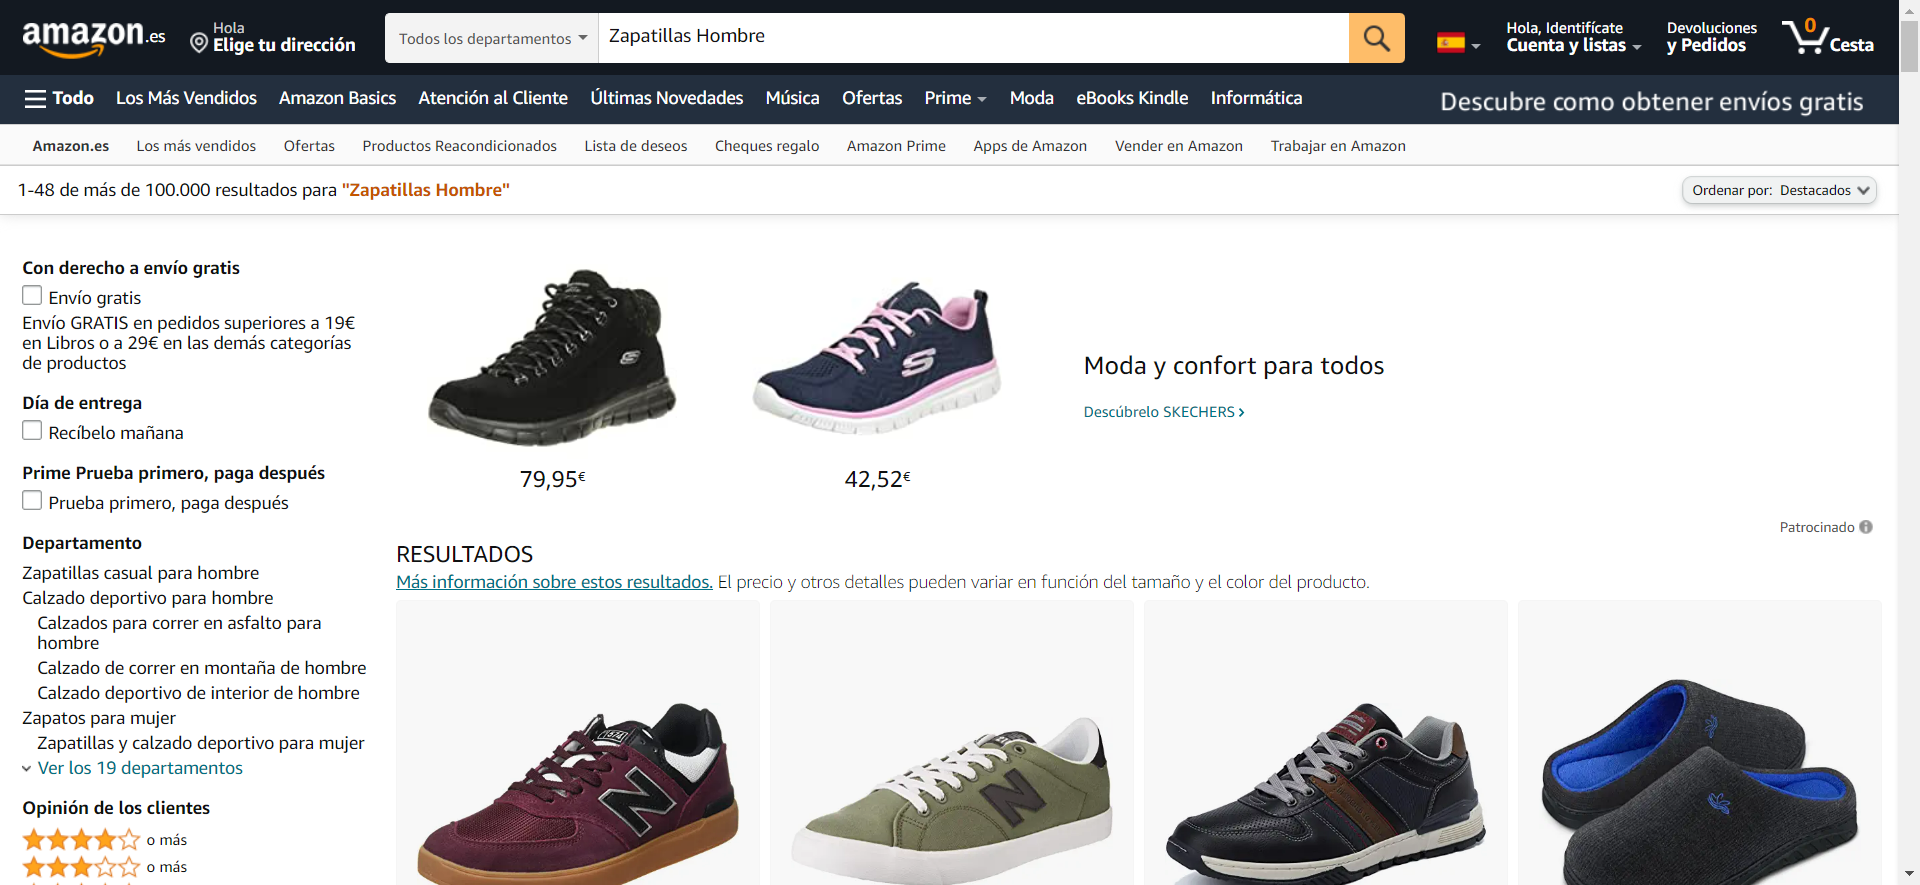 amazon.es
Hola
Elige tu dirección
Todos los departamentos
Zapatillas Hombre
Hola, Identifícate
Cuenta y listas
Devoluciones
y Pedidos
0
Cesta
Todo
Los Más Vendidos
Amazon Basics
Atención al Cliente
Últimas Novedades
Música
Ofertas
Prime
Moda
eBooks Kindle
Informática
Descubre como obtener envíos gratis
Amazon.es
Los más vendidos
Ofertas
Productos Reacondicionados
Lista de deseos
Cheques regalo
Amazon Prime
Apps de Amazon
Vender en Amazon
Trabajar en Amazon
1-48 de más de 100.000 resultados para "Zapatillas Hombre"
Ordenar por: Destacados
Con derecho a envío gratis
Envío gratis
Envío GRATIS en pedidos superiores a 19€
en Libros o a 29€ en las demás categorías
de productos
Día de entrega
Recíbelo mañana
Prime Prueba primero, paga después
Prueba primero, paga después
Departamento
Zapatillas casual para hombre
Calzado deportivo para hombre
Calzados para correr en asfalto para
hombre
Calzado de correr en montaña de hombre
Calzado deportivo de interior de hombre
Zapatos para mujer
Zapatillas y calzado deportivo para mujer
Ver los 19 departamentos
Opinión de los clientes
o más
o más
79,95€
42,52€
Moda y confort para todos
Descúbrelo SKECHERS
Patrocinado
RESULTADOS
Más información sobre estos resultados. El precio y otros detalles pueden variar en función del tamaño y el color del producto.
574
N
N